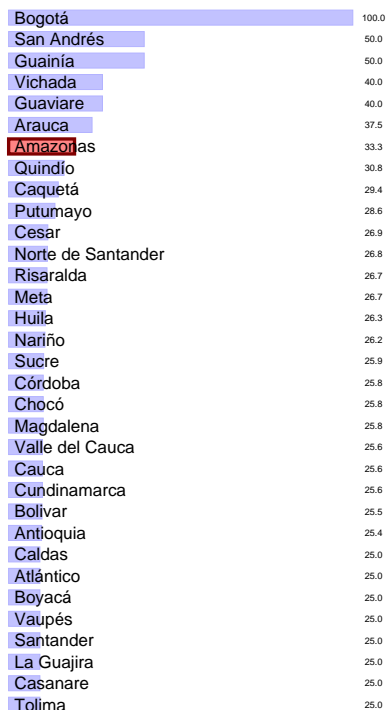 Bogotá 100.0
San Andrés 50.0
Guainía 50.0
Vichada 40.0
Guaviare 40.0
Arauca 37.5
Amazonas 33.3
Quindío 30.8
Caquetá 29.4
Putumayo 28.6
Cesar 26.9
Norte de Santander 26.8
Risaralda 26.7
Meta 26.7
Huila 26.3
Nariño 26.2
Sucre 25.9
Córdoba 25.8
Chocó 25.8
Magdalena 25.8
Valle del Cauca 25.6
Cauca 25.6
Cundinamarca 25.6
Bolivar 25.5
Antioquia 25.4
Caldas 25.0
Atlántico 25.0
Boyacá 25.0
Vaupés 25.0
Santander 25.0
La Guajira 25.0
Casanare 25.0
Tolima 25.0